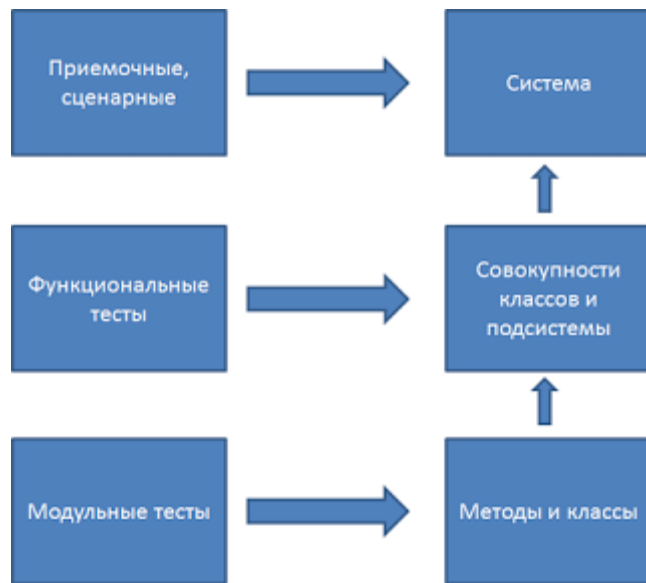 Приемочные,
сценарные
Система
Функциональные
тесты
Совокупности
классов и
подсистемы
Модульные тесты
Методы и классы